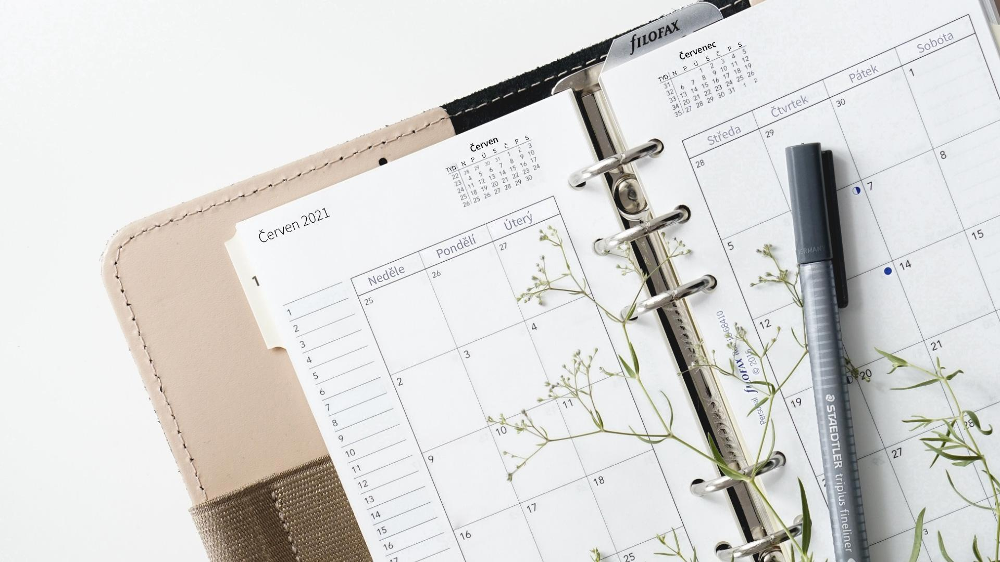 fILOFAX
Červenec
TYD N P Ú S Č P S
31 1 2 3 4 5
32 6 7 8 9 10 11 12
33 13 14 15 16 17 18 19
34 20 21 22 23 24 25 26
35 27 28 29 30 31 1 2
Červen
TYD N P Ú S Č P S
22 28 29 30 31 1 2 3
23 4 5 6 7 8 9 10
24 11 12 13 14 15 16 17
25 18 19 20 21 22 23 24
26 25 26 27 28 29 30
Červen 2021
Neděle Pondělí Úterý
25 26 27
2 3 4
9 10 11
16 17 18
25
1
1
2
3
4
5
6
7
8
9
10
11
12
13
14
15
16
17
Středa Čtvrtek Pátek Sobota
28 29 30 1
5 7 8
12 14 15
19 20 21
27 28
3
Personal fILOFAX
© 2015
GERMANY
STAEDTLER triplus fineliner